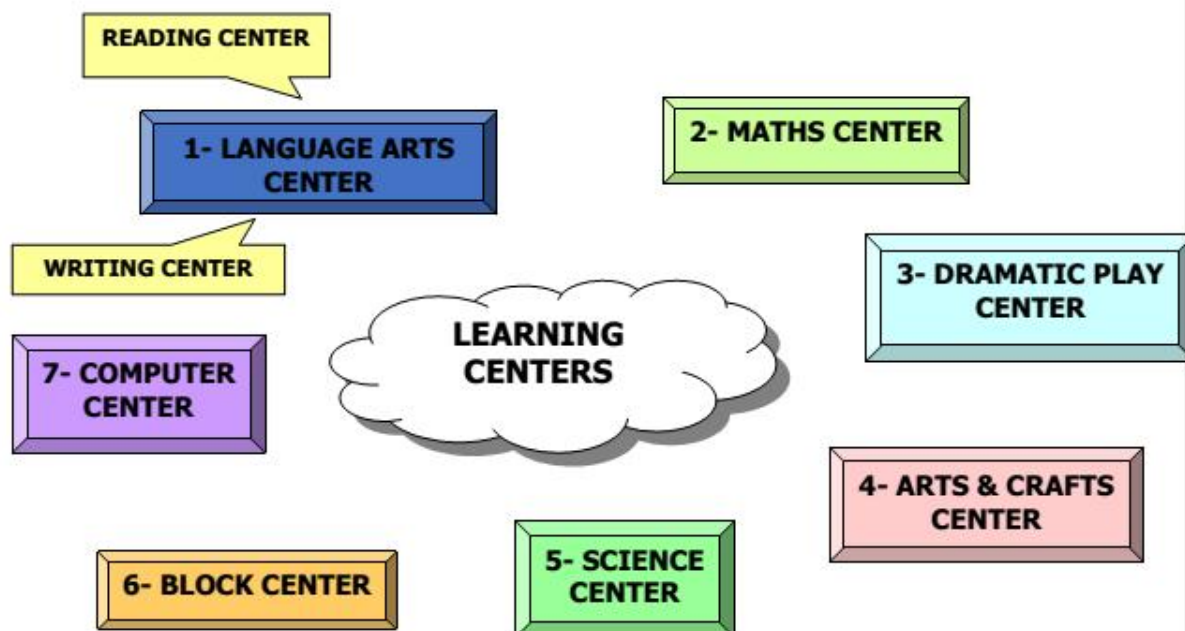 READING CENTER
1- LANGUAGE ARTS
CENTER
WRITING CENTER
2- MATHS CENTER
3- DRAMATIC PLAY
CENTER
LEARNING
CENTERS
7- COMPUTER
CENTER
4- ARTS & CRAFTS
CENTER
5- SCIENCE
CENTER
6- BLOCK CENTER